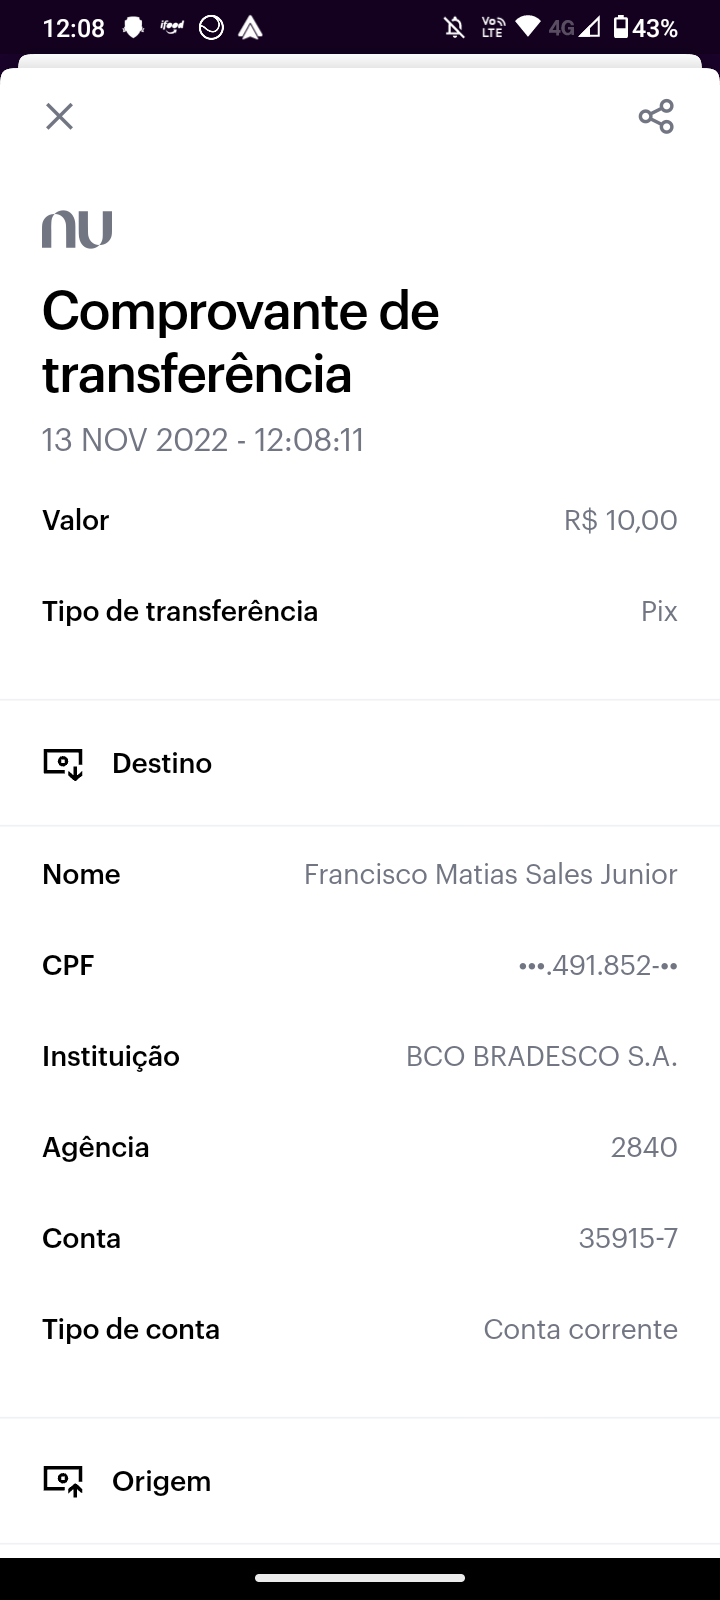 12:08 ifood Vo LTE 4G 43%
nu
Comprovante de
transferência
13 NOV 2022 - 12:08:11
Valor R$ 10,00
Tipo de transferência Pix
Destino
Nome Francisco Matias Sales Junior
CPF •••.491.852-••
Instituição BCO BRADESCO S.A.
Agência 2840
Conta 35915-7
Tipo de conta Conta corrente
Origem